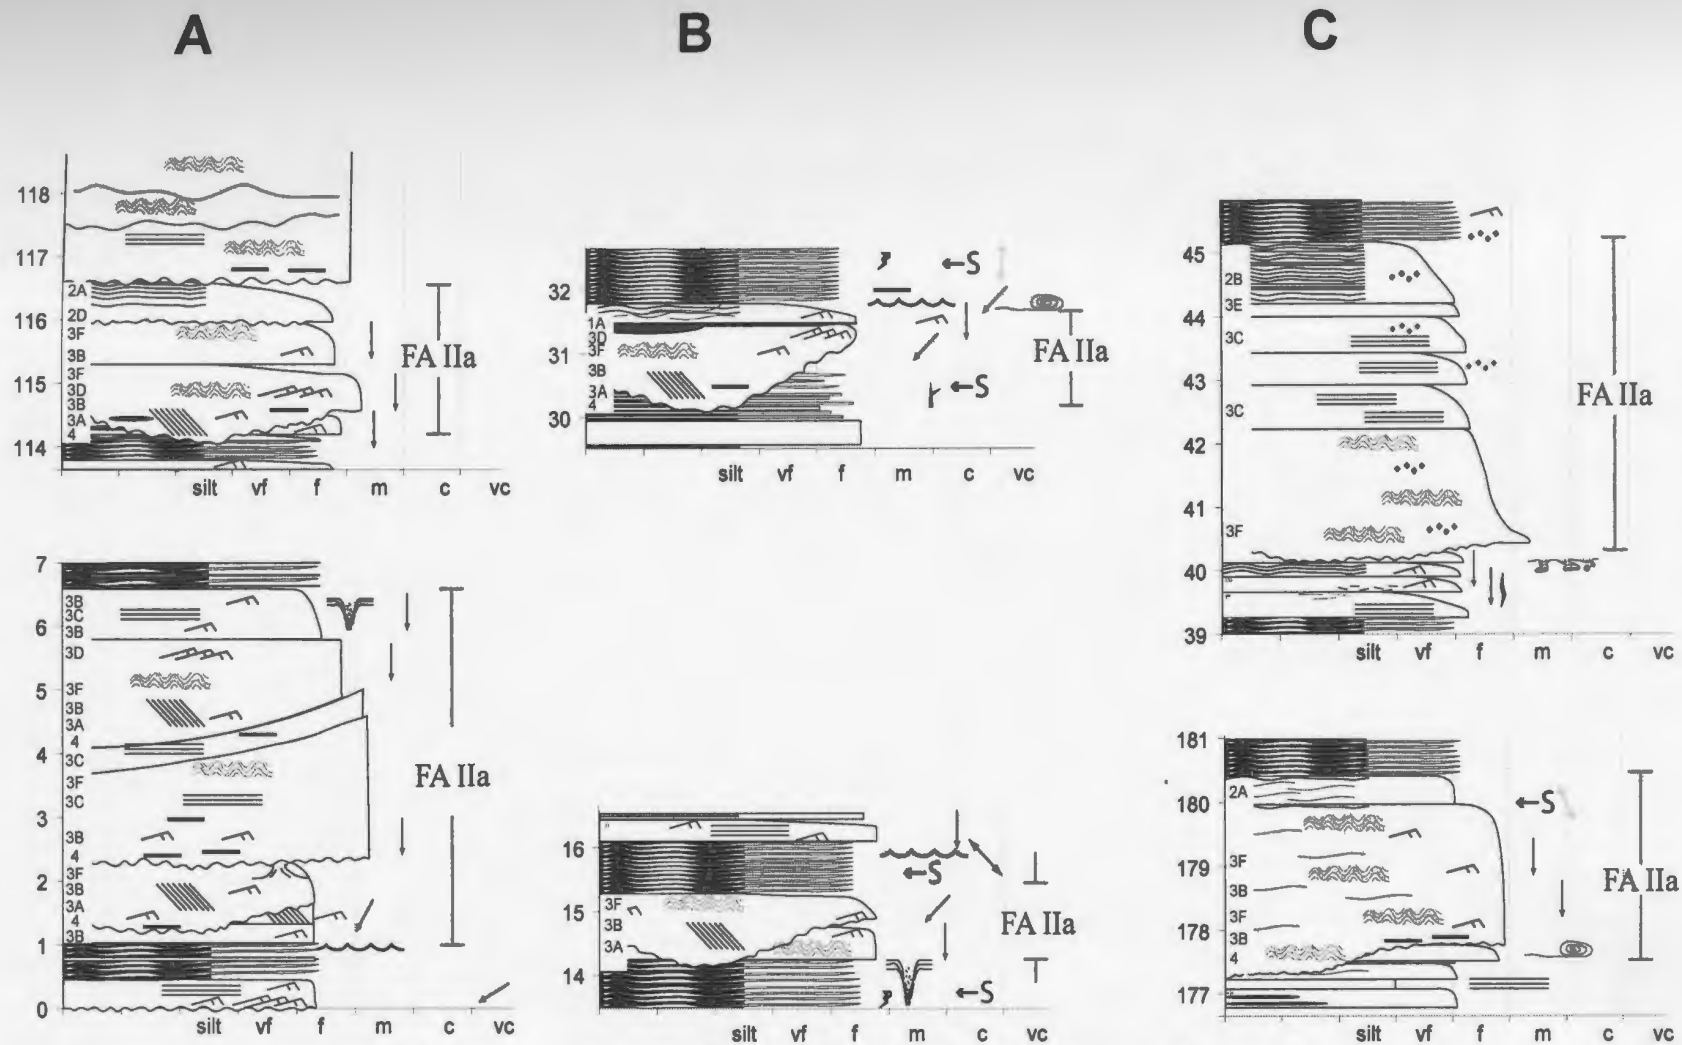 A
B
C
118
117
2A
116
2D
3F
3B
FA IIa
3F
115
3D
3B
3A
4
114
silt vf f m c vc
7
3B
3C
6
3B
3D
5
3F
3B
3A
4
4
3C
3F
3C
FA IIa
3
3B
4
3F
2
3B
3A
4
1
3B
0
silt vf f m c vc
S
32
1A
3D
3F
31
FA IIa
3B
3A
S
4
30
silt vf f m c vc
16
S
3F
15
FA IIa
3B
3A
14
S
silt vf f m c vc
45
2B
3E
44
3C
43
FA IIa
3C
42
41
3F
40
39
silt vf f m c vc
181
2A
180
S
3F
179
3B
FA IIa
3F
178
3B
4
177
silt vf f m c vc